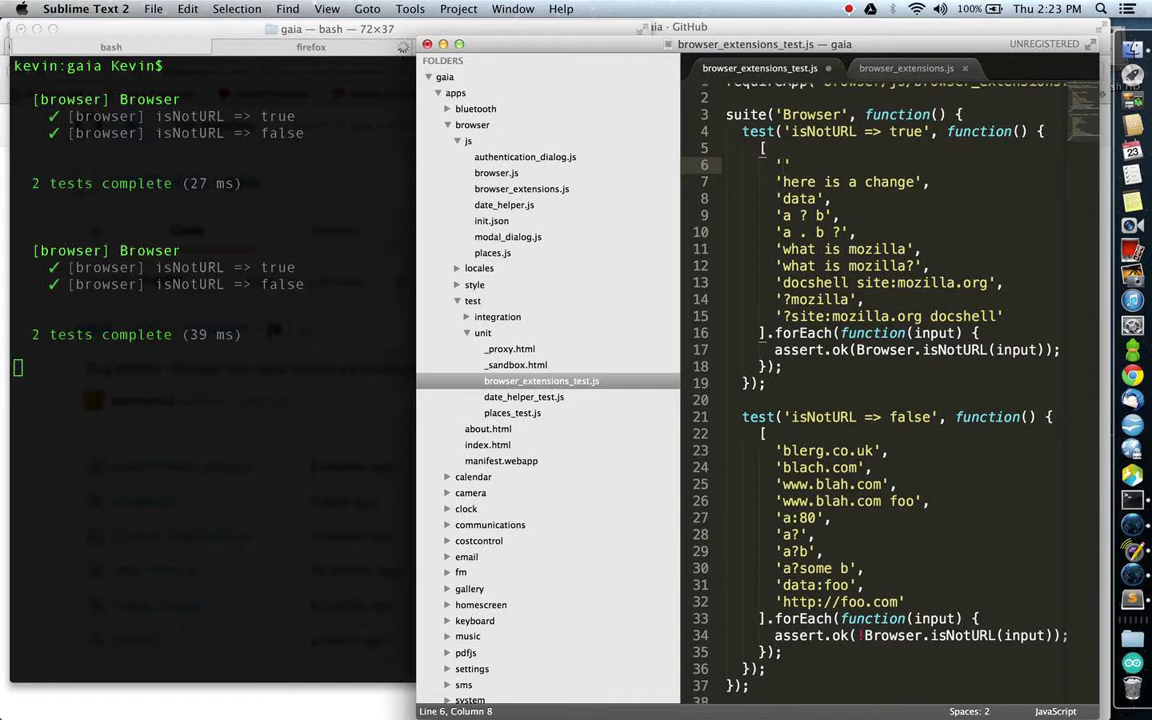 Sublime Text 2 File Edit Selection Find View Goto Tools Project Window Help 100% Thu 2:23 PM
gaia — bash — 72×37
bash firefox
kevin:gaia Kevin$
[browser] Browser
✓ [browser] isNotURL => true
✓ [browser] isNotURL => false
2 tests complete (27 ms)
[browser] Browser
✓ [browser] isNotURL => true
✓ [browser] isNotURL => false
2 tests complete (39 ms)
GitHub
browser_extensions_test.js — gaia UNREGISTERED
FOLDERS
gaia
apps
bluetooth
browser
js
authentication_dialog.js
browser.js
browser_extensions.js
date_helper.js
init.json
modal_dialog.js
places.js
locales
style
test
integration
unit
_proxy.html
_sandbox.html
browser_extensions_test.js
date_helper_test.js
places_test.js
about.html
index.html
manifest.webapp
calendar
camera
clock
communications
costcontrol
email
fm
gallery
homescreen
keyboard
music
pdfjs
settings
sms
system
browser_extensions_test.js browser_extensions.js
2
3 suite('Browser', function() {
4 test('isNotURL => true', function() {
5 [
6 ''
7 'here is a change',
8 'data',
9 'a ? b',
10 'a . b ?',
11 'what is mozilla',
12 'what is mozilla?',
13 'docshell site:mozilla.org',
14 '?mozilla',
15 '?site:mozilla.org docshell'
16 ].forEach(function(input) {
17 assert.ok(Browser.isNotURL(input));
18 });
19 });
20
21 test('isNotURL => false', function() {
22 [
23 'blerg.co.uk',
24 'blach.com',
25 'www.blah.com',
26 'www.blah.com foo',
27 'a:80',
28 'a?',
29 'a?b',
30 'a?some b',
31 'data:foo',
32 'http://foo.com'
33 ].forEach(function(input) {
34 assert.ok(!Browser.isNotURL(input));
35 });
36 });
37 });
Line 6, Column 8 Spaces: 2 JavaScript